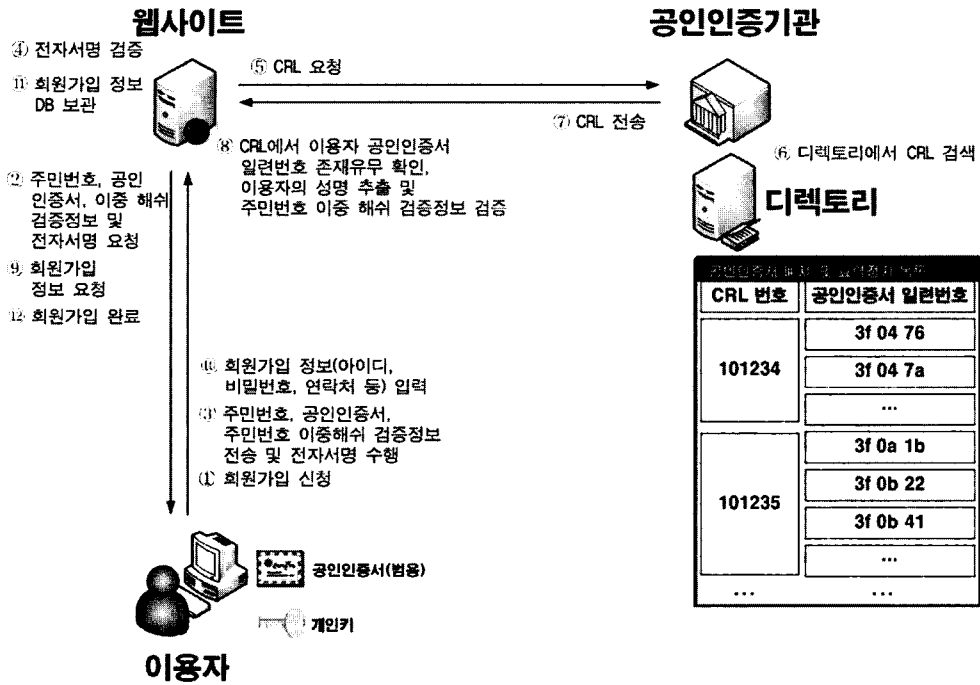 웹사이트
공인인증기관
④ 전자서명 검증
⑪ 회원가입 정보
DB 보관
⑤ CRL 요청
⑦ CRL 전송
⑥ 디렉토리에서 CRL 검색
디렉토리
⑧ CRL에서 이용자 공인인증서
일련번호 존재유무 확인,
이용자의 성명 추출 및
주민번호 이중 해쉬 검증정보 검증
② 주민번호, 공인
인증서, 이중 해쉬
검증정보 및
전자서명 요청
⑨ 회원가입
정보 요청
⑫ 회원가입 완료
⑩ 회원가입 정보(아이디,
비밀번호, 연락처 등) 입력
③ 주민번호, 공인인증서,
주민번호 이중해쉬 검증정보
전송 및 전자서명 수행
① 회원가입 신청
공인인증서(범용)
개인키
이용자
공인인증서 및 목록
CRL 번호 공인인증서 일련번호
101234
3f 04 76
3f 04 7a
...
101235
3f 0a 1b
3f 0b 22
3f 0b 41
...
... ...